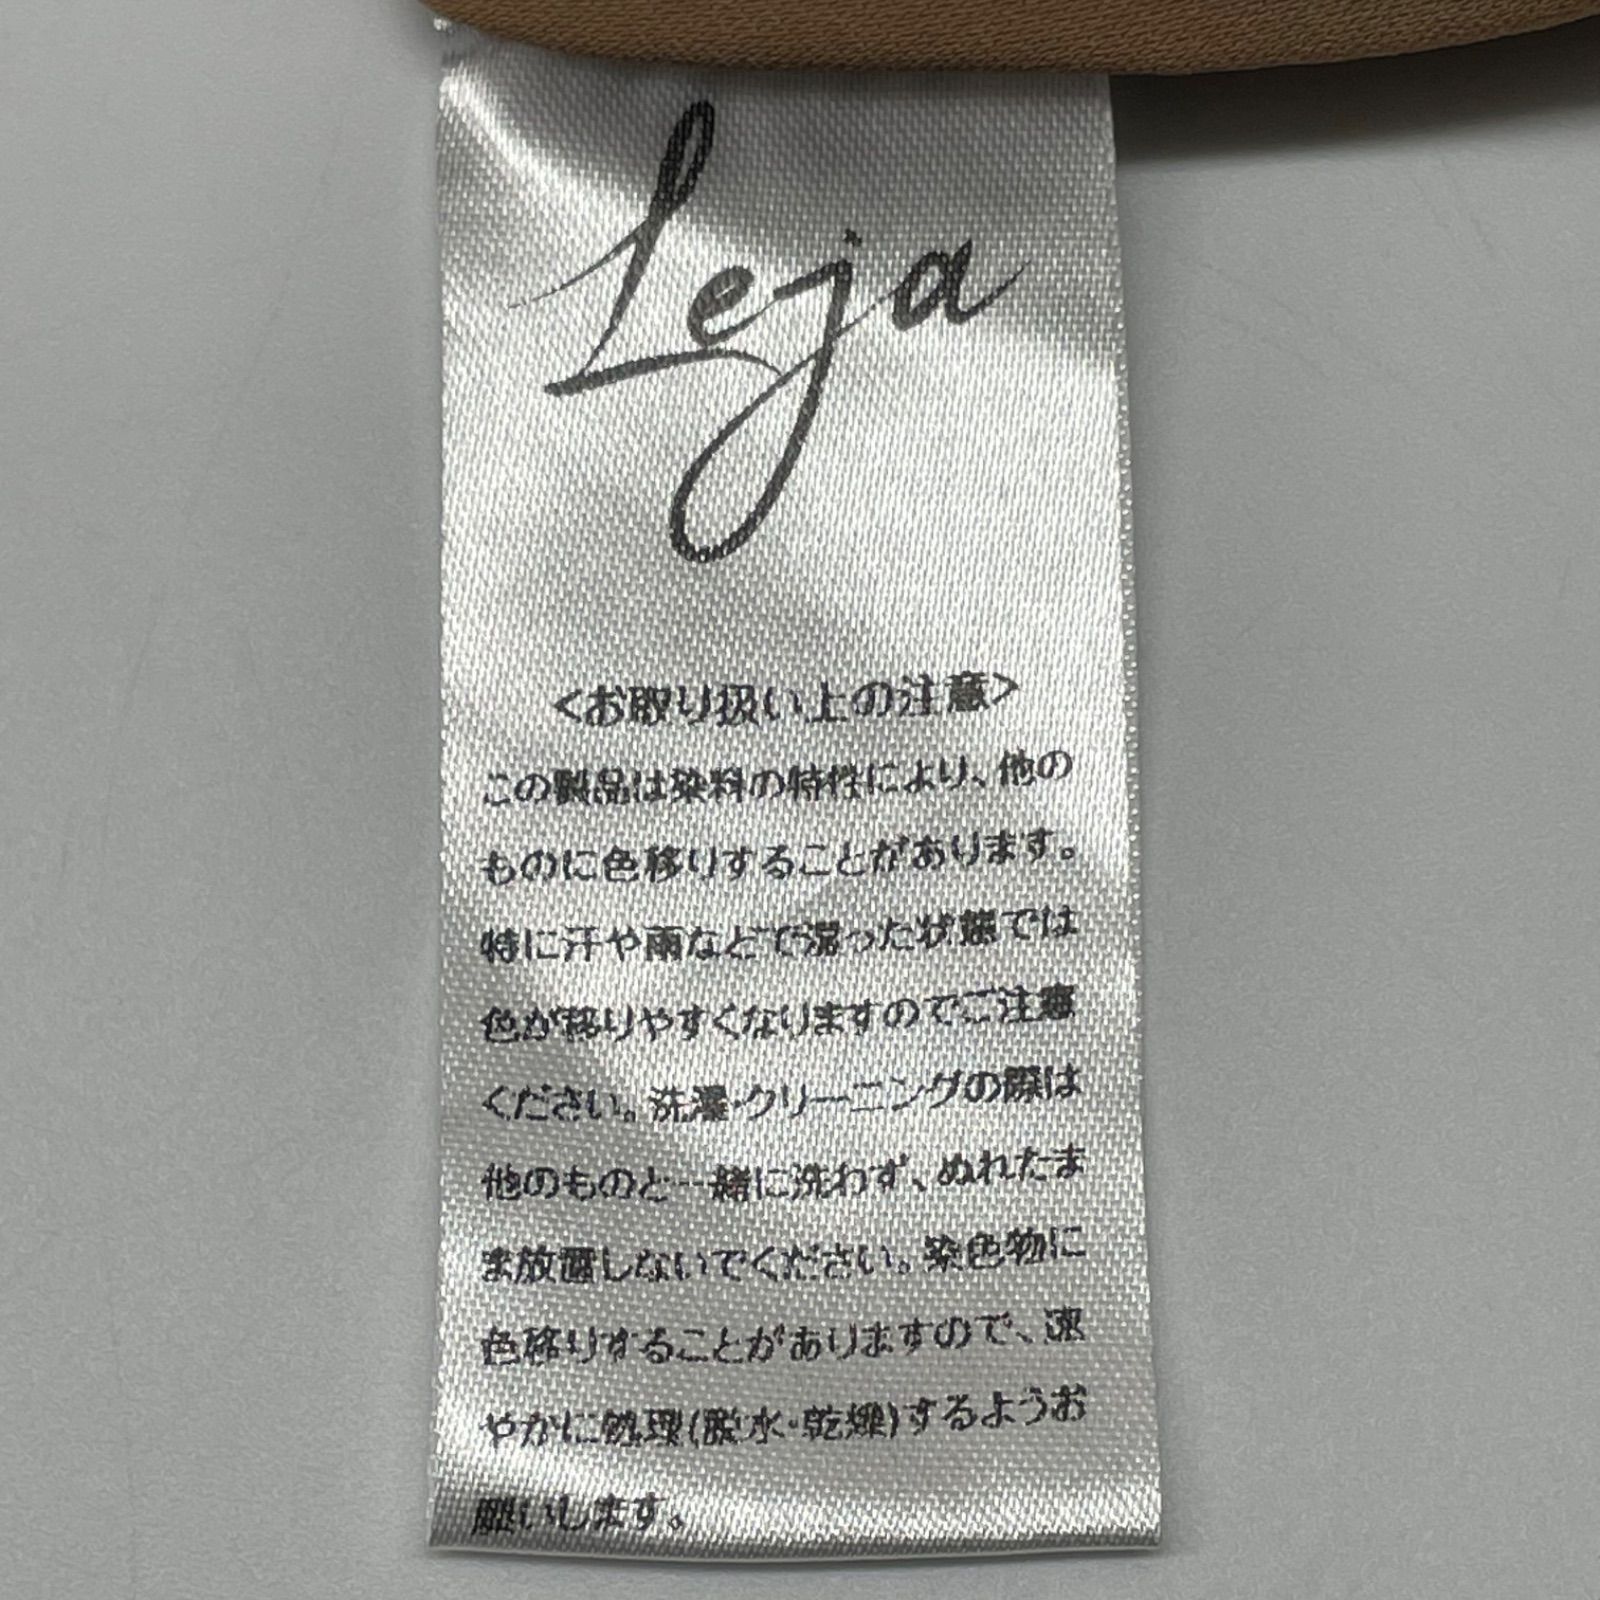 Leja
<お取り扱い上の注意>
この製品は染料の特性により、他の
ものに色移りすることがあります。
特に汗や雨などで湿った状態では
色が移りやすくなりますのでご注意
ください。洗濯・クリーニングの際は
他のものと一緒に洗わず、ぬれたま
ま放置しないでください。染色物に
色移りすることがありますので、速
やかに処理(脱水・乾燥)するようお
願いします。